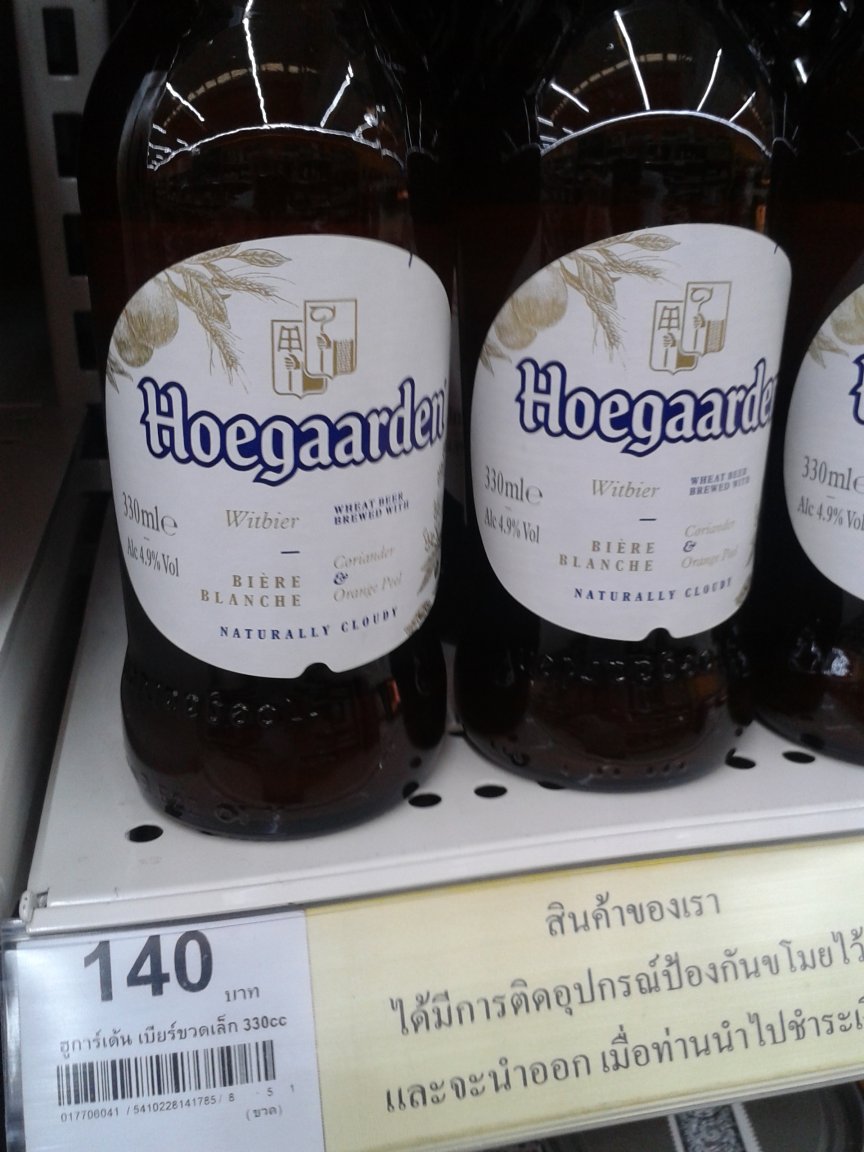 Hoegaarden
330ml℮
Alc 4.9% Vol
Witbier
BIÈRE
BLANCHE
WHEAT BEER
BREWED WITH
Coriander
&
Orange Peel
NATURALLY CLOUDY
Hoegaarde
330ml℮
Alc 4.9% Vol
Witbier
BIÈRE
BLANCHE
WHEAT BEER
BREWED WITH
Coriander
&
Orange Peel
NATURALLY CLOUDY
330ml℮
Alc 4.9% Vol
140
บาท
ฮูการ์เด้น เบียร์ขวดเล็ก 330cc
017706041 / 5410228141785 / 8 - 5 1
(ขวด)
สินค้าของเรา
ได้มีการติดอุปกรณ์ป้องกันขโมยไว้
และจะนำออก เมื่อท่านนำไปชำระเ